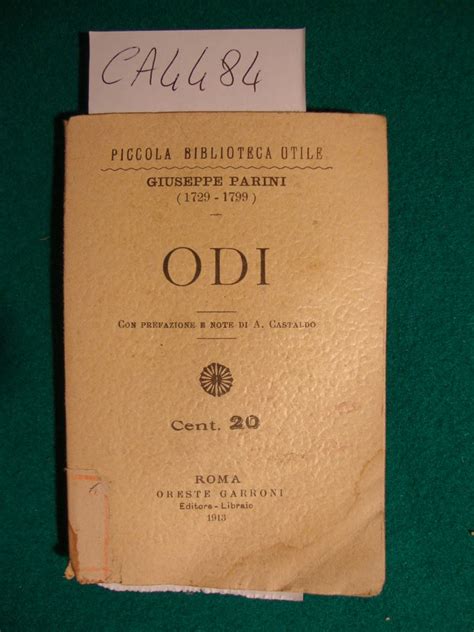 CA4484
PICCOLA BIBLIOTECA UTILE
GIUSEPPE PARINI
(1729-1799)
ODI
CON PREFAZIONE E NOTE DI A. CASTALDO
Cent. 20
ROMA
ORESTE GARRONI
Editore-Libraio
1913